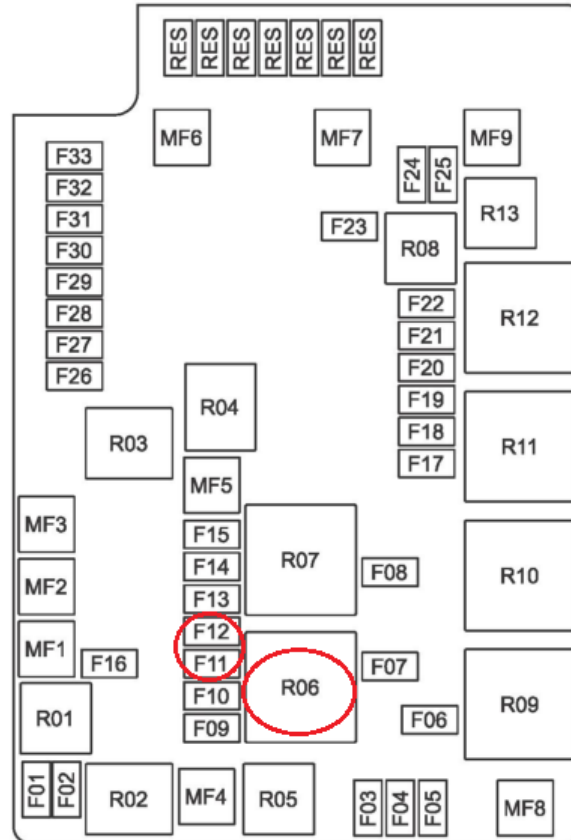 RES RES RES RES RES RES RES
MF6 MF7 MF9
F33
F32
F31
F30
F29
F28
F27
F26
F24 F25
R13
F23
R08
F22
F21
F20
F19
F18
F17
R12
R04
R03
R11
MF5
MF3
MF2
MF1
F16
F15
F14
F13
F12
F11
F10
F09
R07
F08
R10
R06
F07
F06
R09
R01
F01 F02
R02
MF4
R05
F03 F04 F05
MF8